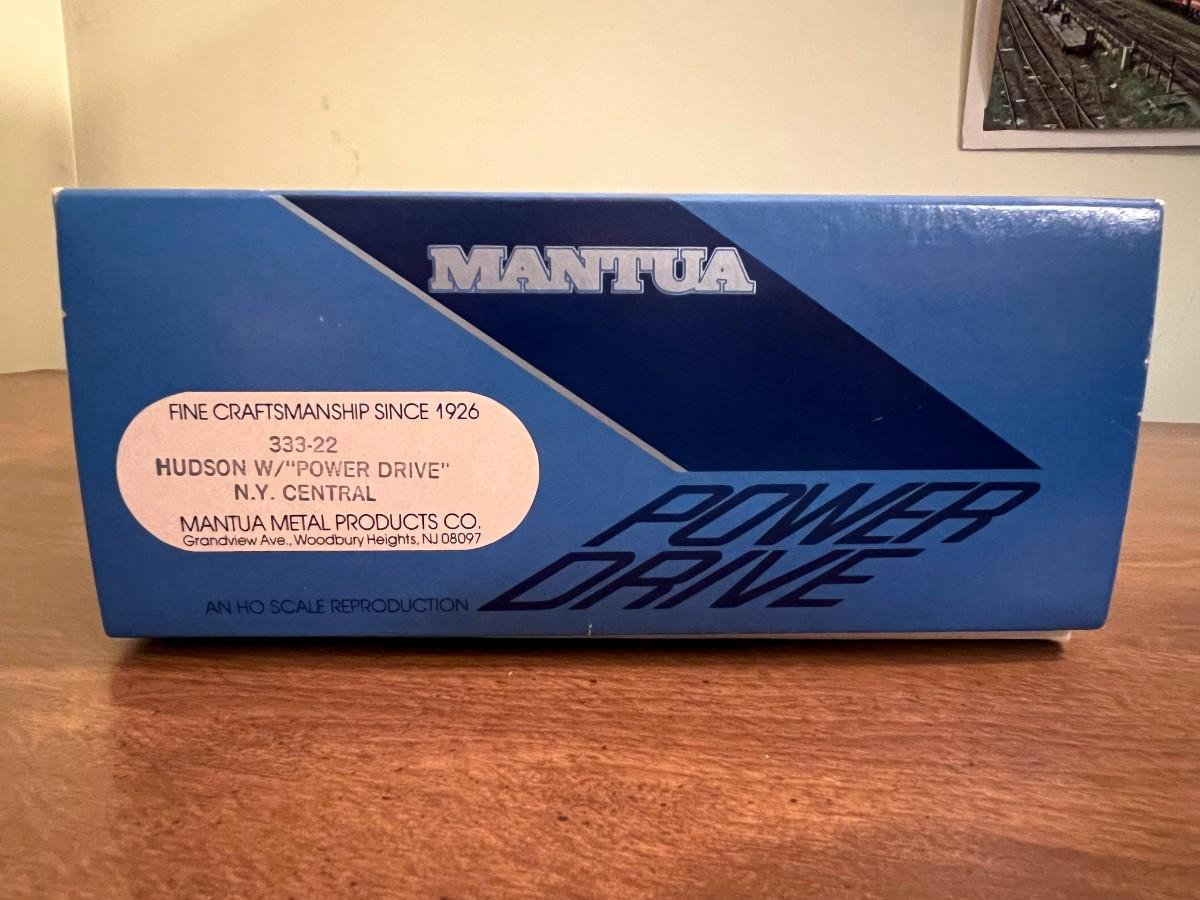 MANTUA
FINE CRAFTSMANSHIP SINCE 1926
333-22
HUDSON W/"POWER DRIVE"
N.Y. CENTRAL
MANTUA METAL PRODUCTS CO.
Grandview Ave., Woodbury Heights, NJ 08097
POWER
DRIVE
AN HO SCALE REPRODUCTION